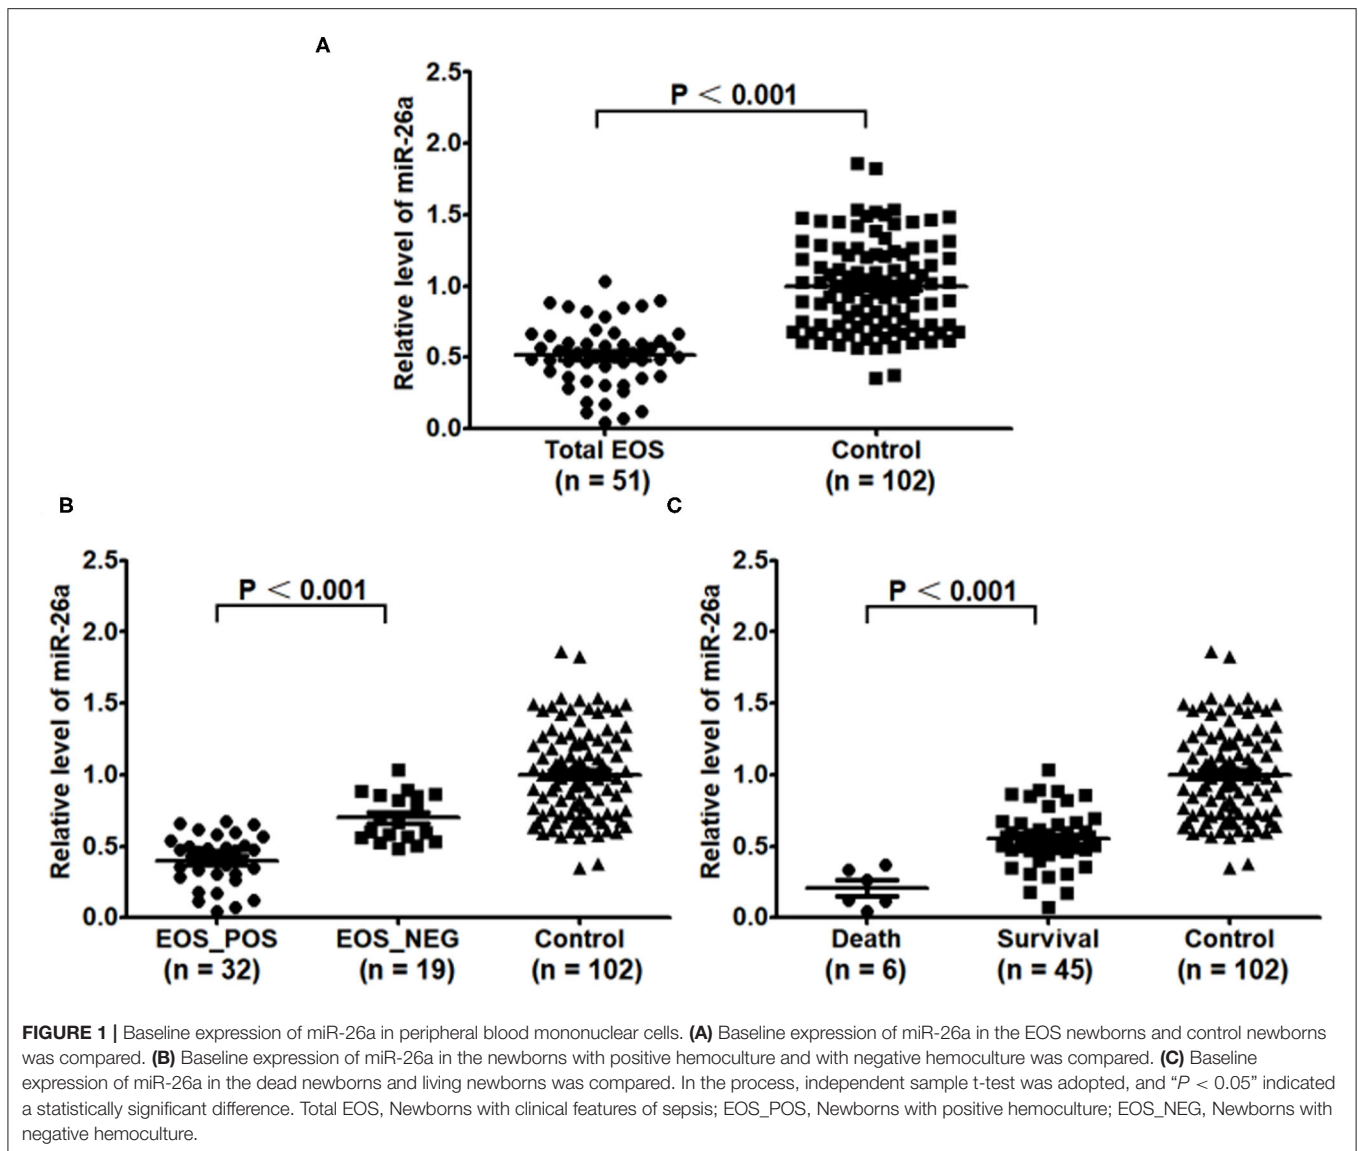 A
P < 0.001
Relative level of miR-26a
2.5
2.0
1.5
1.0
0.5
0.0
Total EOS
(n = 51)
Control
(n = 102)
B
P < 0.001
Relative level of miR-26a
2.5
2.0
1.5
1.0
0.5
0.0
EOS_POS
(n = 32)
EOS_NEG
(n = 19)
Control
(n = 102)
C
P < 0.001
Relative level of miR-26a
2.5
2.0
1.5
1.0
0.5
0.0
Death
(n = 6)
Survival
(n = 45)
Control
(n = 102)
FIGURE 1 | Baseline expression of miR-26a in peripheral blood mononuclear cells. (A) Baseline expression of miR-26a in the EOS newborns and control newborns
was compared. (B) Baseline expression of miR-26a in the newborns with positive hemoculture and with negative hemoculture was compared. (C) Baseline
expression of miR-26a in the dead newborns and living newborns was compared. In the process, independent sample t-test was adopted, and “P < 0.05” indicated
a statistically significant difference. Total EOS, Newborns with clinical features of sepsis; EOS_POS, Newborns with positive hemoculture; EOS_NEG, Newborns with
negative hemoculture.